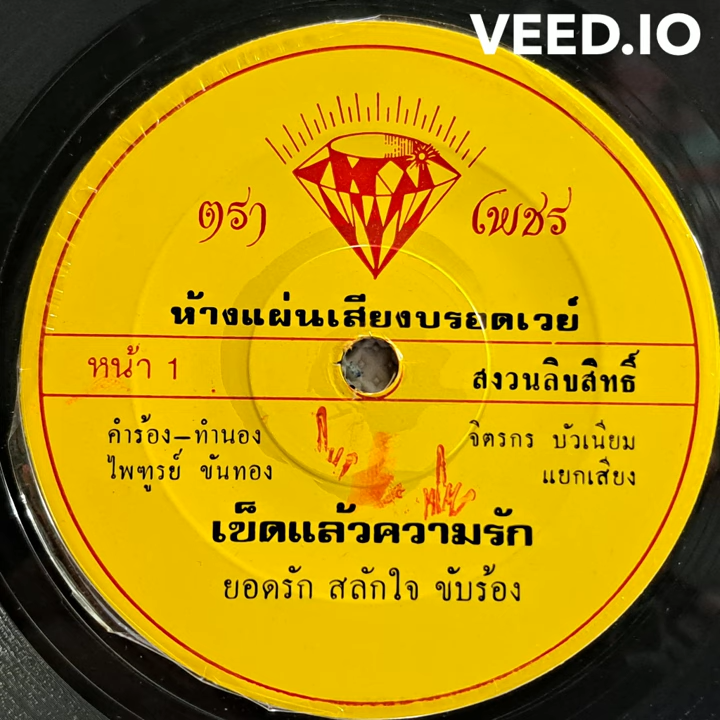 VEED.IO
ตรา เพชร
ห้างแผ่นเสียงบรอดเวย์
หน้า 1 สงวนลิขสิทธิ์
คำร้อง-ทำนอง จิตรกร บัวเนียม
ไพฑูรย์ ขันทอง แยกเสียง
เข็ดแล้วความรัก
ยอดรัก สลักใจ ขับร้อง